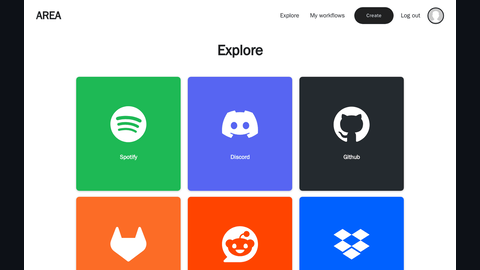 AREA
Explore
My workflows
Create
Log out
Explore
Spotify
Discord
Github